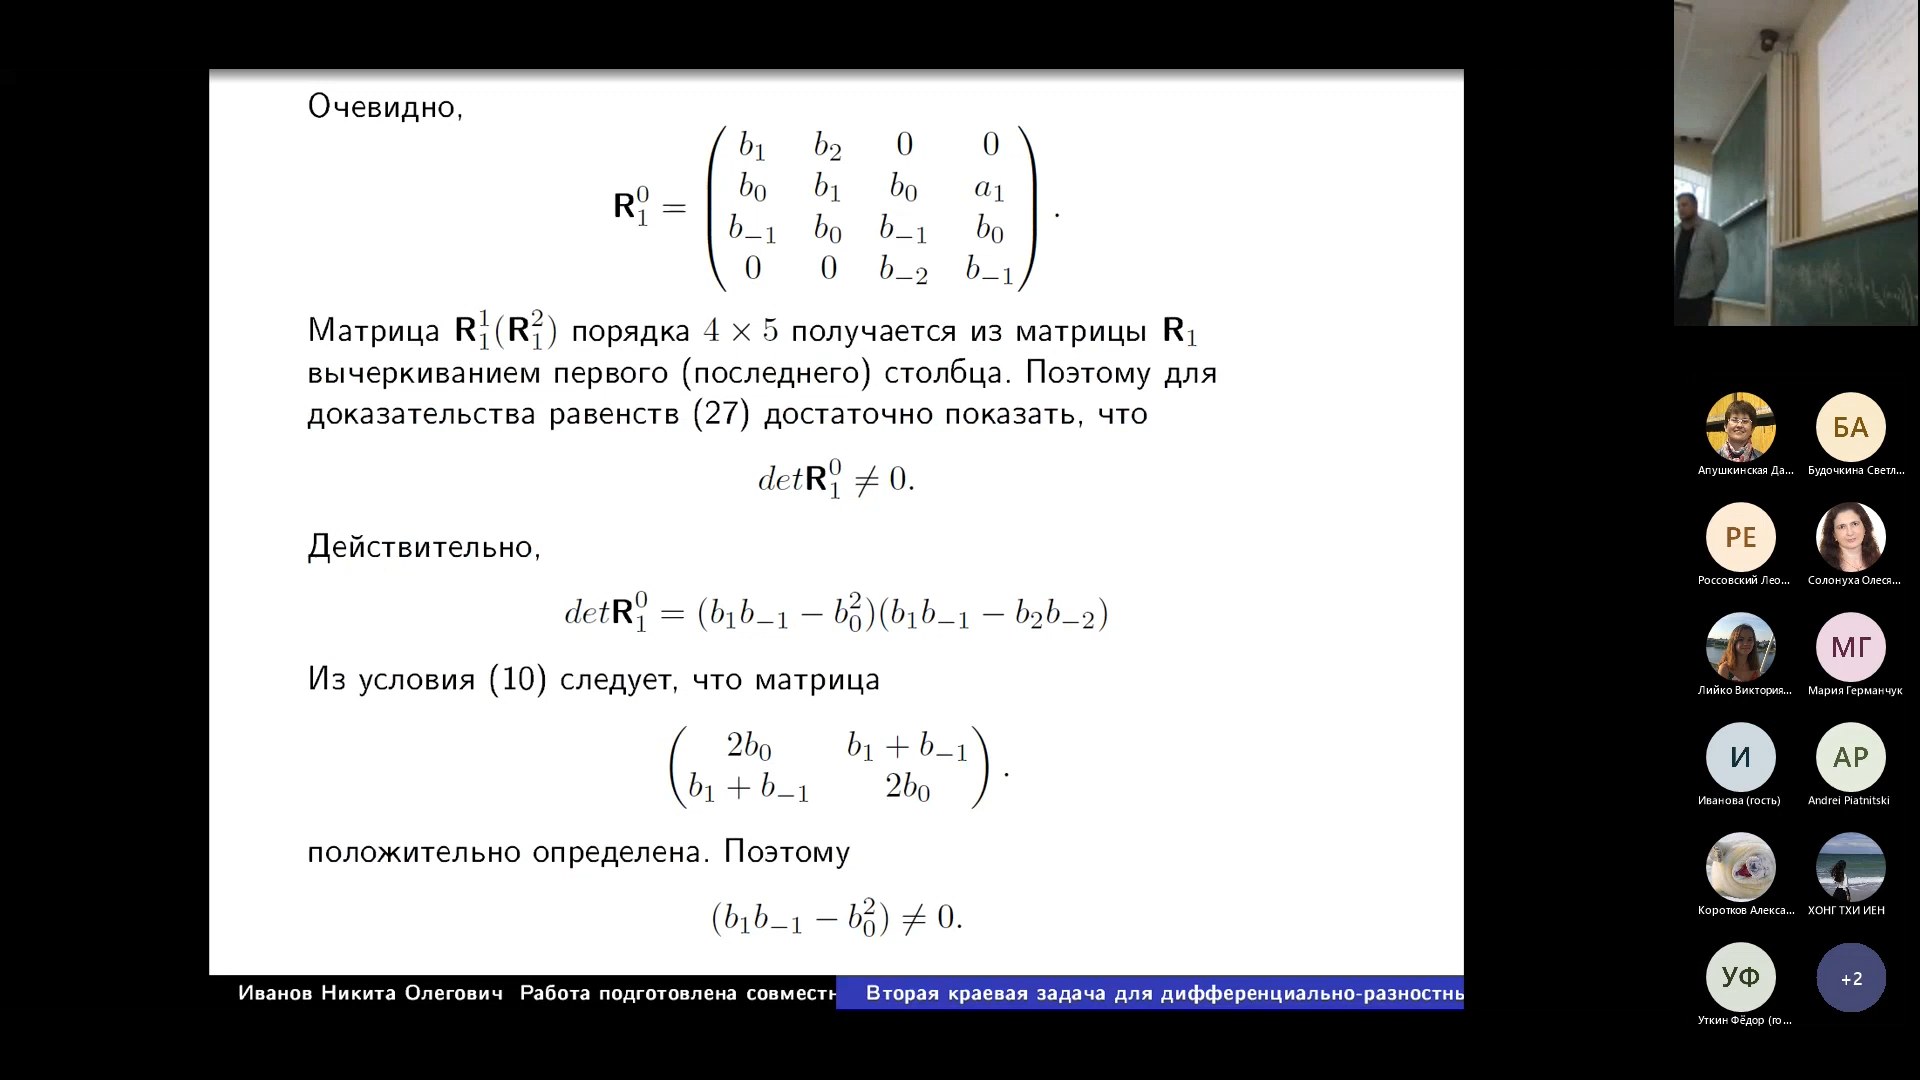 Очевидно,
R₁⁰ = ( b₁ b₂ 0 0
b₀ b₁ b₀ a₁
b₋₁ b₀ b₋₁ b₀
0 0 b₋₂ b₋₁ ) .
Матрица R₁¹(R₁²) порядка 4 × 5 получается из матрицы R₁
вычеркиванием первого (последнего) столбца. Поэтому для
доказательства равенств (27) достаточно показать, что
detR₁⁰ ≠ 0.
Действительно,
detR₁⁰ = (b₁b₋₁ − b₀²)(b₁b₋₁ − b₂b₋₂)
Из условия (10) следует, что матрица
( 2b₀ b₁ + b₋₁
b₁ + b₋₁ 2b₀ ) .
положительно определена. Поэтому
(b₁b₋₁ − b₀²) ≠ 0.
Иванов Никита Олегович Работа подготовлена совместн
Вторая краевая задача для дифференциально-разностны
БА
Апушкинская Да...
Будочкина Светл...
РЕ
Россовский Лео...
Солонуха Олеся...
МГ
Лийко Виктория...
Мария Германчук
И
АР
Иванова (гость)
Andrei Piatnitski
Коротков Алекса...
ХОНГ ТХИ ИЕН
УФ
+2
Уткин Фёдор (го...